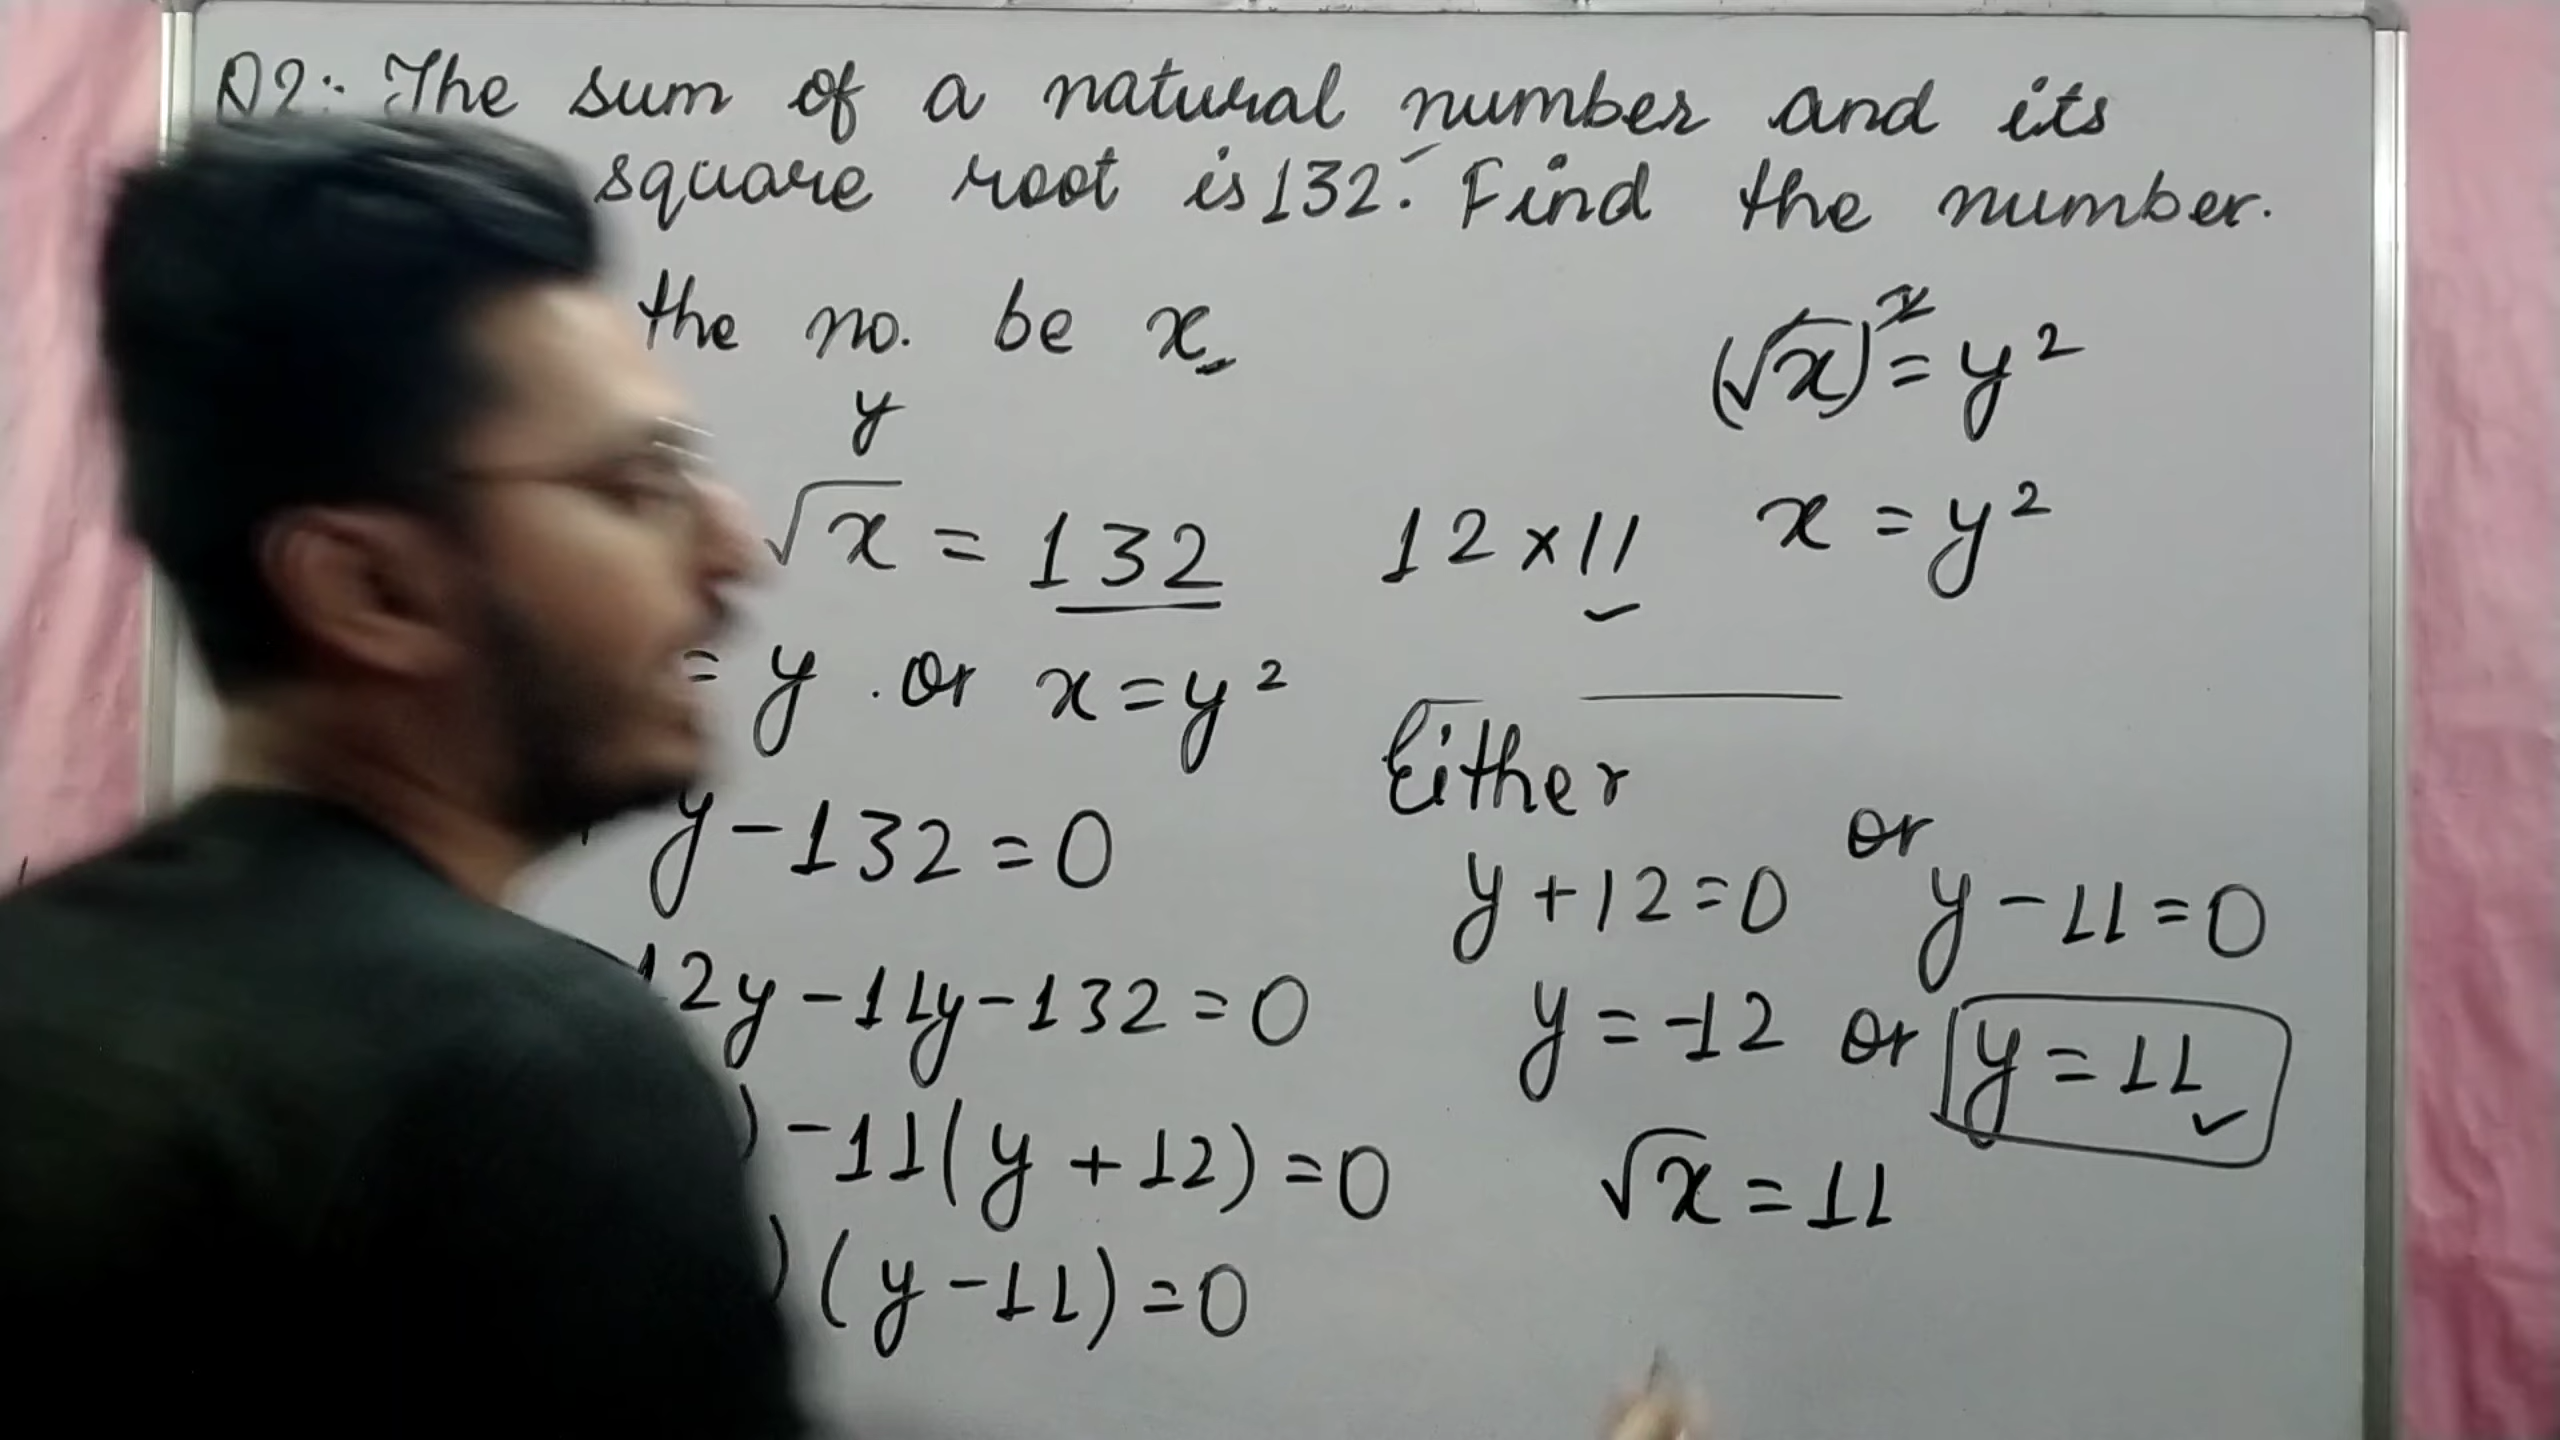 Q2:- The sum of a natural number and its
square root is 132. Find the number.
the no. be x
y
√x = 132
= y or x = y²
y - 132 = 0
12y - 11y - 132 = 0
) - 11(y + 12) = 0
) (y - 11) = 0
(√x)² = y²
12 × 11
x = y²
Either
or
y + 12 = 0
y - 11 = 0
y = -12 or y = 11
√x = 11